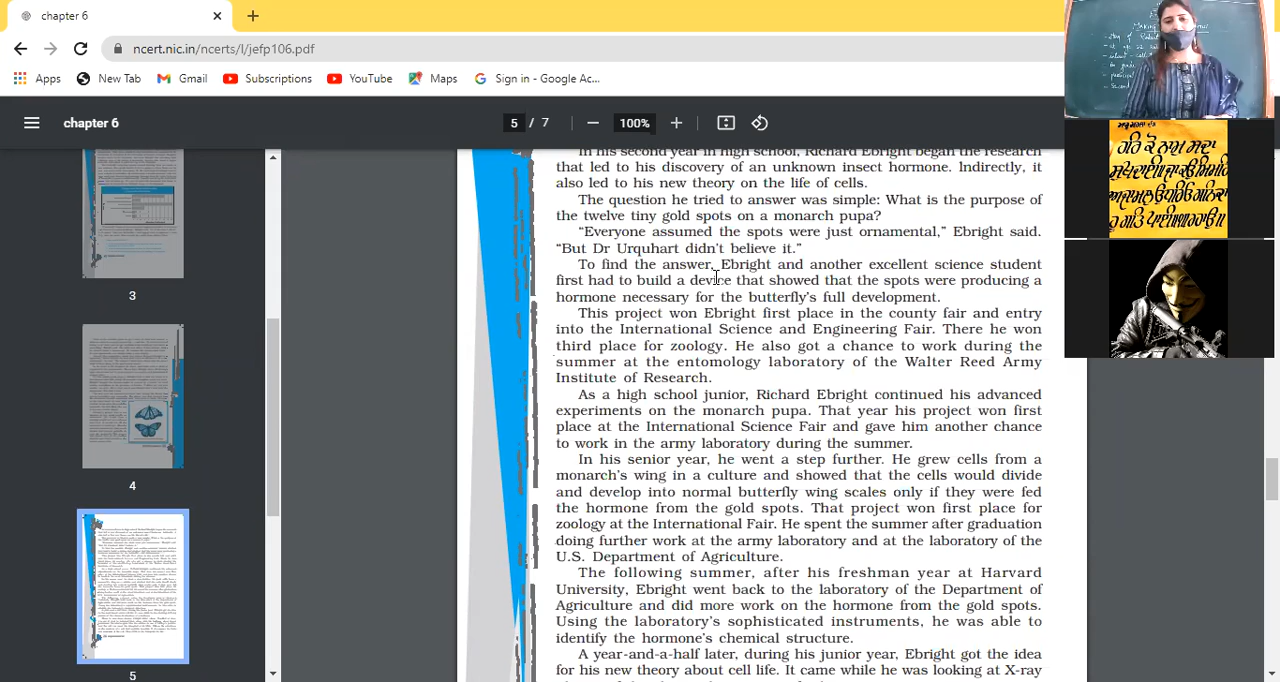 chapter 6
ncert.nic.in/ncerts/l/jefp106.pdf
Apps
New Tab
Gmail
Subscriptions
YouTube
Maps
Sign in - Google Ac...
chapter 6
5 / 7
100%
3
4
5
led to his discovery of an unknown insect hormone. Indirectly, it
also led to his new theory on the life of cells.
The question he tried to answer was simple: What is the purpose of
the twelve tiny gold spots on a monarch pupa?
“Everyone assumed the spots were just ornamental,” Ebright said.
“But Dr Urquhart didn’t believe it.”
To find the answer, Ebright and another excellent science student
first had to build a device that showed that the spots were producing a
hormone necessary for the butterfly’s full development.
This project won Ebright first place in the county fair and entry
into the International Science and Engineering Fair. There he won
third place for zoology. He also got a chance to work during the
summer at the entomology laboratory of the Walter Reed Army
Institute of Research.
As a high school junior, Richard Ebright continued his advanced
experiments on the monarch pupa. That year his project won first
place at the International Science Fair and gave him another chance
to work in the army laboratory during the summer.
In his senior year, he went a step further. He grew cells from a
monarch’s wing in a culture and showed that the cells would divide
and develop into normal butterfly wing scales only if they were fed
the hormone from the gold spots. That project won first place for
zoology at the International Fair. He spent the summer after graduation
doing further work at the army laboratory and at the laboratory of the
U.S. Department of Agriculture.
The following summer, after his freshman year at Harvard
University, Ebright went back to the laboratory of the Department of
Agriculture and did more work on the hormone from the gold spots.
Using the laboratory’s sophisticated instruments, he was able to
identify the hormone’s chemical structure.
A year-and-a-half later, during his junior year, Ebright got the idea
for his new theory about cell life. It came while he was looking at X-ray